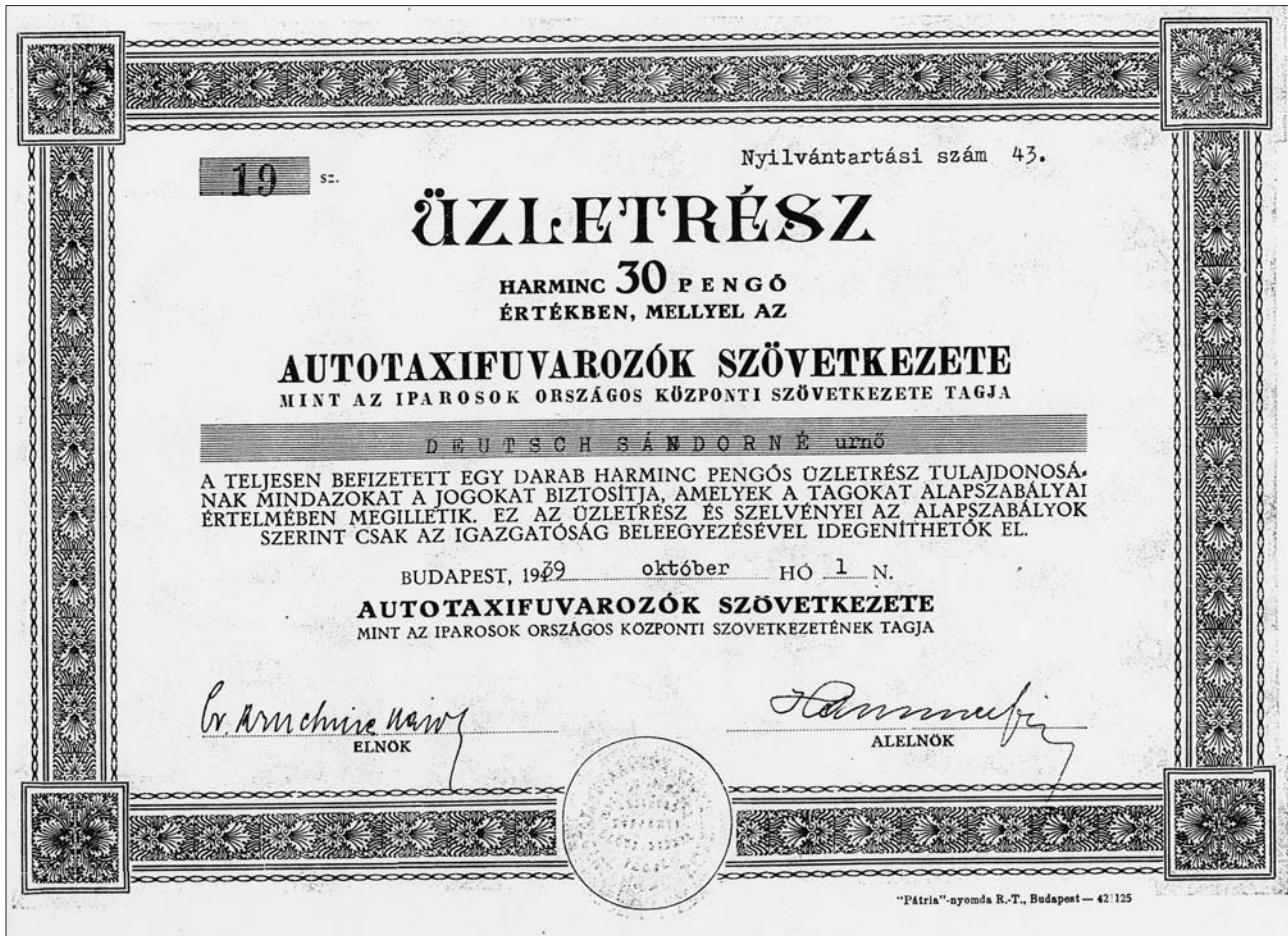 19 sz.
Nyilvántartási szám 43.
ÜZLETRÉSZ
HARMINC 30 PENGŐ
ÉRTÉKBEN, MELLYEL AZ
AUTOTAXIFUVAROZÓK SZÖVETKEZETE
MINT AZ IPAROSOK ORSZÁGOS KÖZPONTI SZÖVETKEZETE TAGJA
DEUTSCH SÁNDORNÉ urnő
A TELJESEN BEFIZETETT EGY DARAB HARMINC PENGŐS ÜZLETRÉSZ TULAJDONOSÁ-
NAK MINDAZOKAT A JOGOKAT BIZTOSÍTJA, AMELYEK A TAGOKAT ALAPSZABÁLYAI
ÉRTELMÉBEN MEGILLETIK. EZ AZ ÜZLETRÉSZ ÉS SZELVÉNYEI AZ ALAPSZABÁLYOK
SZERINT CSAK AZ IGAZGATÓSÁG BELEEGYEZÉSÉVEL IDEGENÍTHETŐK EL.
BUDAPEST, 1939 október HÓ 1 N.
AUTOTAXIFUVAROZÓK SZÖVETKEZETE
MINT AZ IPAROSOK ORSZÁGOS KÖZPONTI SZÖVETKEZETÉNEK TAGJA
ELNÖK
ALELNÖK
"Pátria"-nyomda R.-T., Budapest — 42 125